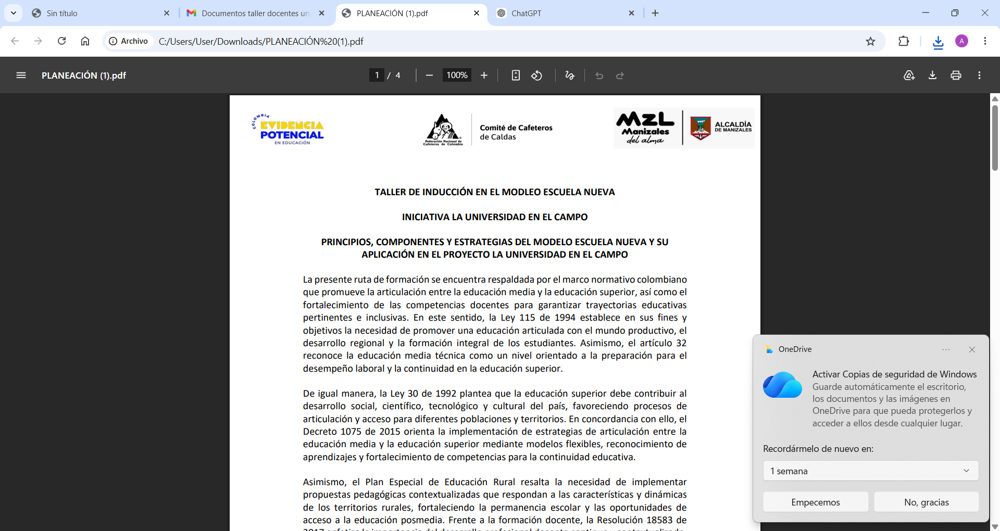 Sin título
Documentos taller docentes un
PLANEACIÓN (1).pdf
ChatGPT
Archivo
C:/Users/User/Downloads/PLANEACIÓN%20(1).pdf
A
PLANEACIÓN (1).pdf
1 / 4
100%
COLOMBIA
EVIDENCIA
POTENCIAL
EN EDUCACIÓN
Federación Nacional de
Cafeteros de Colombia
Comité de Cafeteros
de Caldas
MZL
Manizales
del alma
ALCALDÍA
DE MANIZALES
TALLER DE INDUCCIÓN EN EL MODLEO ESCUELA NUEVA
INICIATIVA LA UNIVERSIDAD EN EL CAMPO
PRINCIPIOS, COMPONENTES Y ESTRATEGIAS DEL MODELO ESCUELA NUEVA Y SU
APLICACIÓN EN EL PROYECTO LA UNIVERSIDAD EN EL CAMPO
La presente ruta de formación se encuentra respaldada por el marco normativo colombiano
que promueve la articulación entre la educación media y la educación superior, así como el
fortalecimiento de las competencias docentes para garantizar trayectorias educativas
pertinentes e inclusivas. En este sentido, la Ley 115 de 1994 establece en sus fines y
objetivos la necesidad de promover una educación articulada con el mundo productivo, el
desarrollo regional y la formación integral de los estudiantes. Asimismo, el artículo 32
reconoce la educación media técnica como un nivel orientado a la preparación para el
desempeño laboral y la continuidad en la educación superior.
De igual manera, la Ley 30 de 1992 plantea que la educación superior debe contribuir al
desarrollo social, científico, tecnológico y cultural del país, favoreciendo procesos de
articulación y acceso para diferentes poblaciones y territorios. En concordancia con ello, el
Decreto 1075 de 2015 orienta la implementación de estrategias de articulación entre la
educación media y la educación superior mediante modelos flexibles, reconocimiento de
aprendizajes y fortalecimiento de competencias para la continuidad educativa.
Asimismo, el Plan Especial de Educación Rural resalta la necesidad de implementar
propuestas pedagógicas contextualizadas que respondan a las características y dinámicas
de los territorios rurales, fortaleciendo la permanencia escolar y las oportunidades de
acceso a la educación posmedia. Frente a la formación docente, la Resolución 18583 de
OneDrive
Activar Copias de seguridad de Windows
Guarde automáticamente el escritorio,
los documentos y las imágenes en
OneDrive para que pueda protegerlos y
acceder a ellos desde cualquier lugar.
Recordármelo de nuevo en:
1 semana
Empecemos
No, gracias